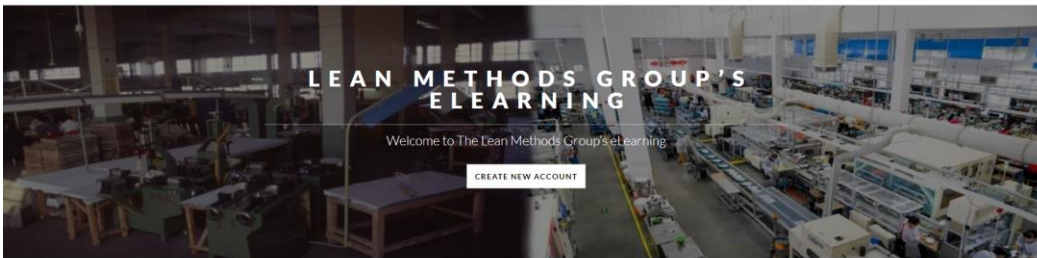 LEAN METHODS GROUP'S
ELEARNING
Welcome to The Lean Methods Group's eLearning
CREATE NEW ACCOUNT